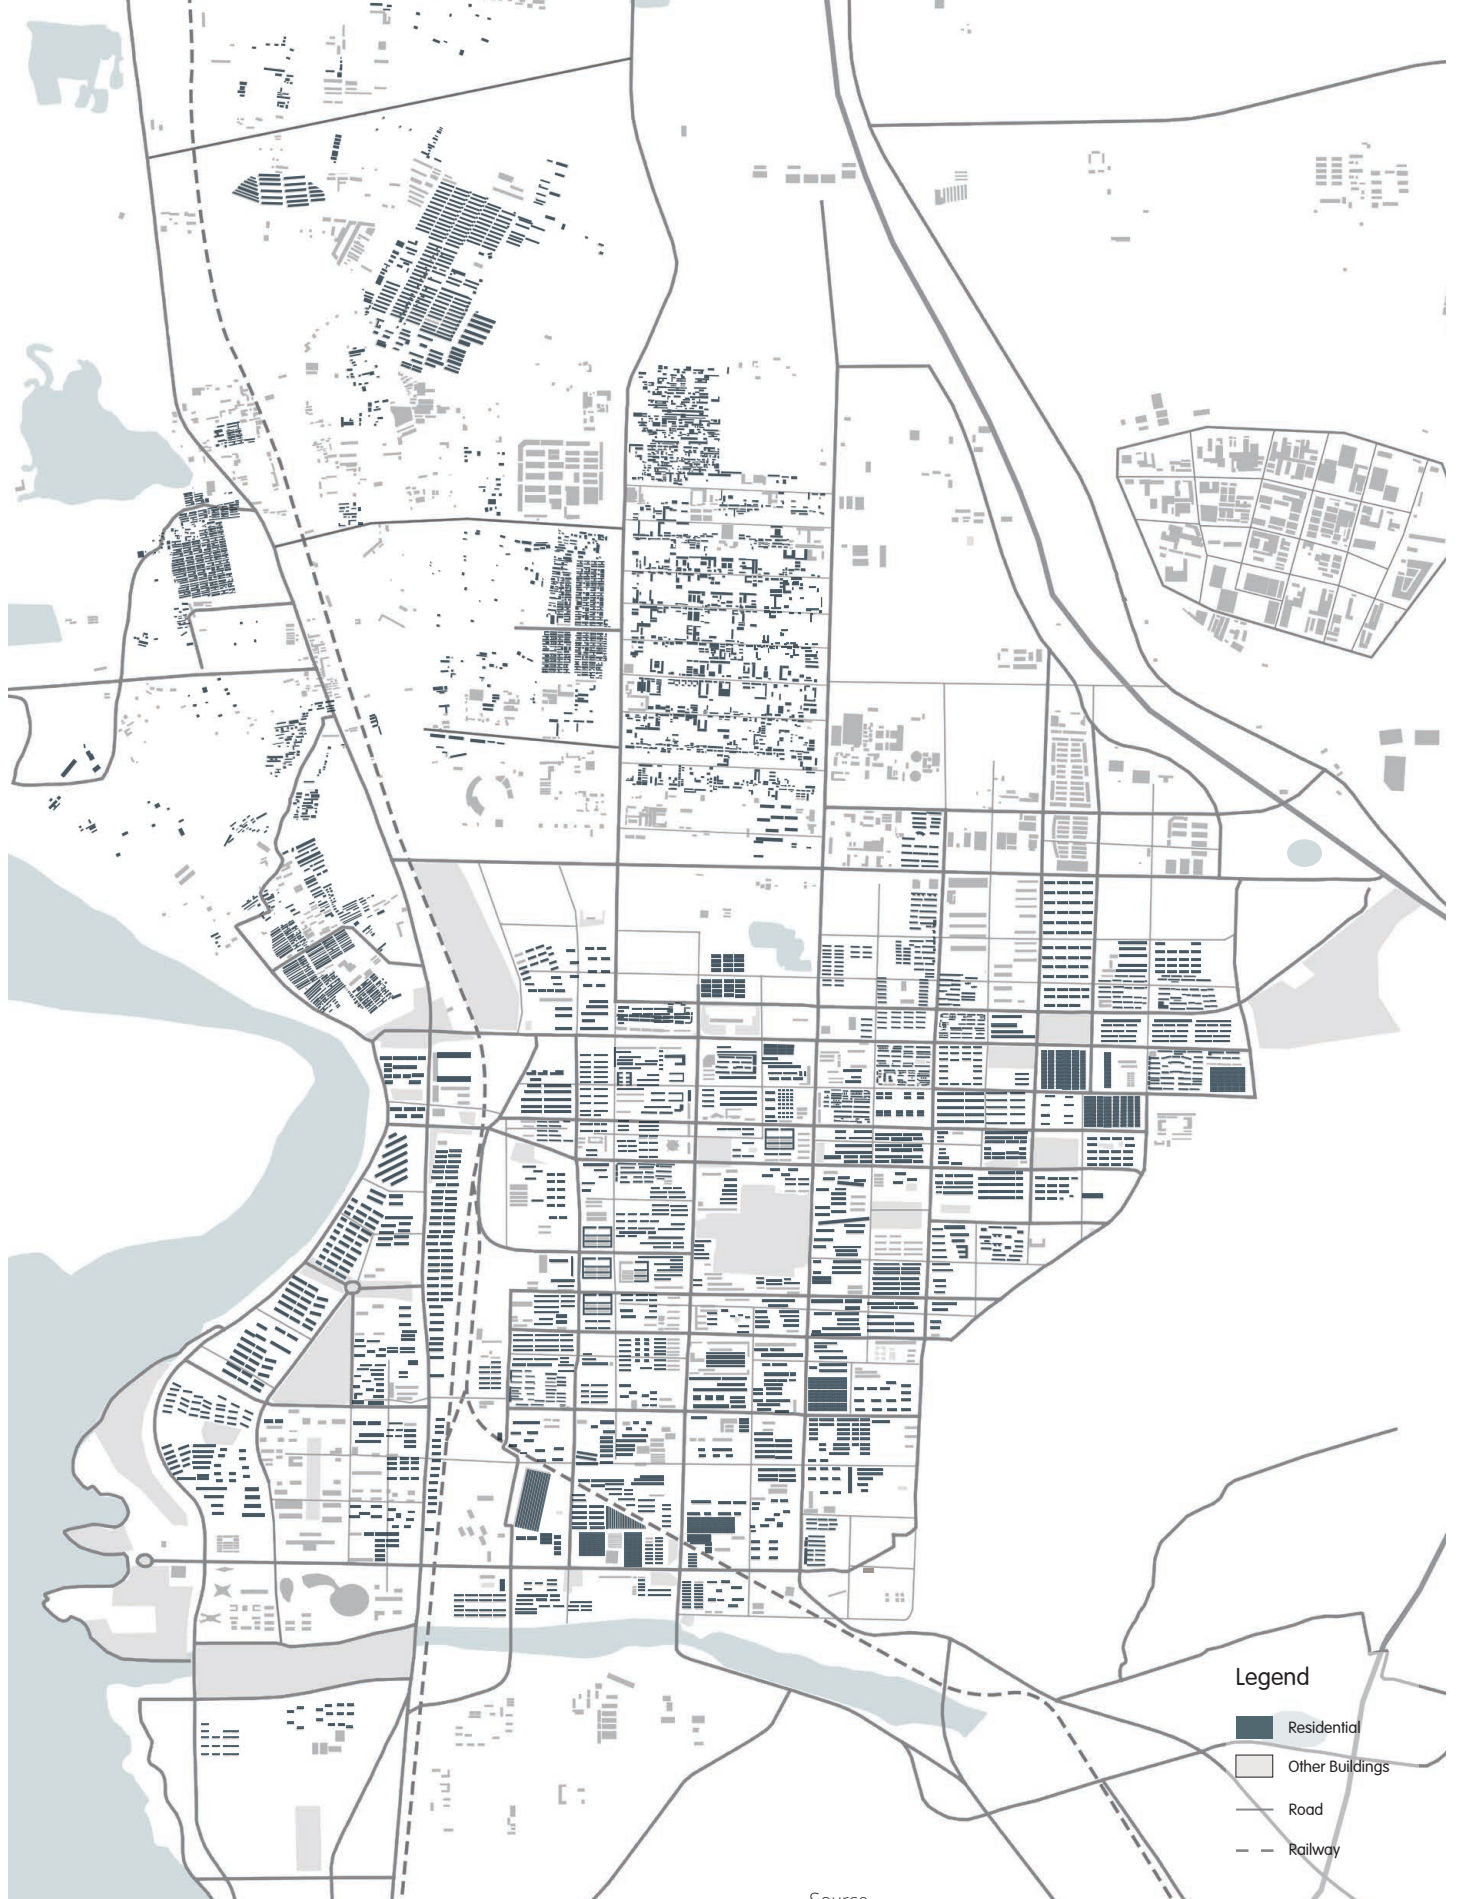 Legend
Residential
Other Buildings
Road
Railway
Source